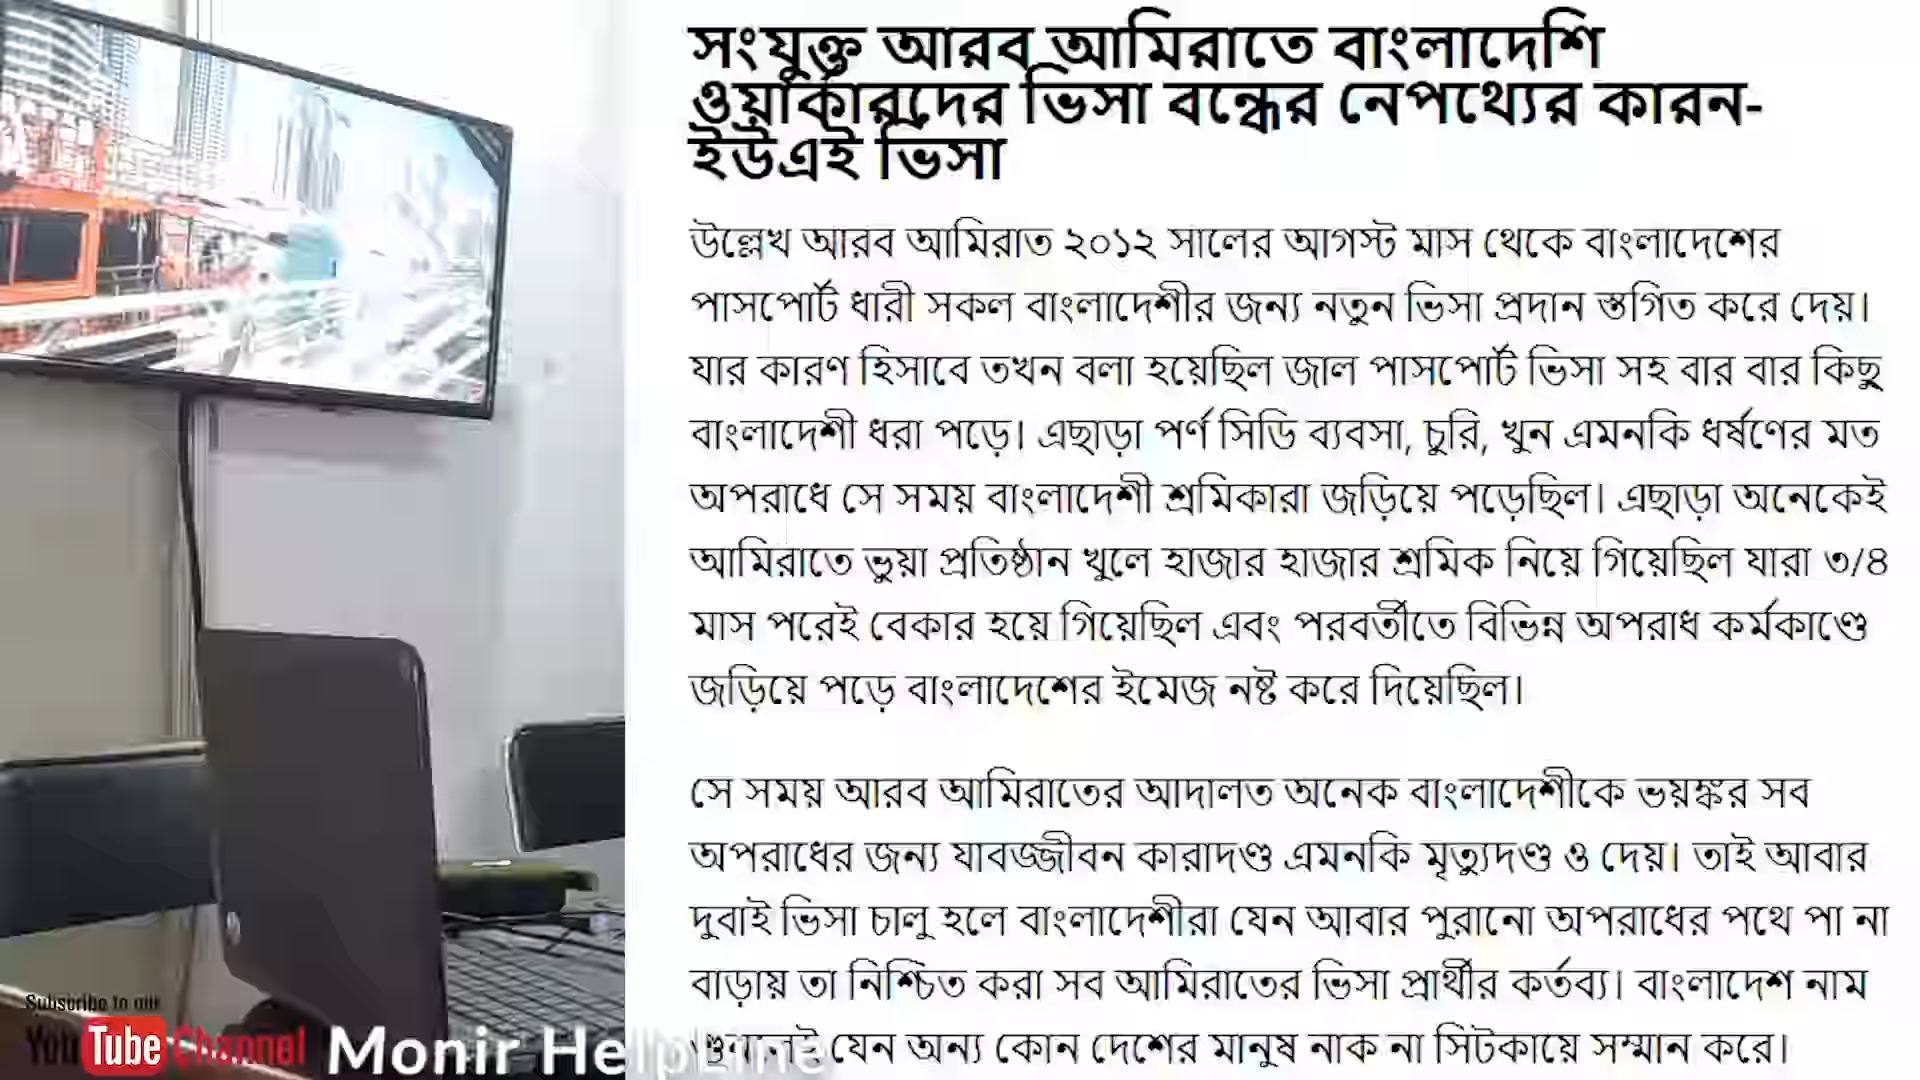 সংযুক্ত আরব আমিরাতে বাংলাদেশি
ওয়ার্কারদের ভিসা বন্ধের নেপথ্যের কারন-
ইউএই ভিসা
উল্লেখ আরব আমিরাত ২০১২ সালের আগস্ট মাস থেকে বাংলাদেশের
পাসপোর্ট ধারী সকল বাংলাদেশীর জন্য নতুন ভিসা প্রদান স্তগিত করে দেয়।
যার কারণ হিসাবে তখন বলা হয়েছিল জাল পাসপোর্ট ভিসা সহ বার বার কিছু
বাংলাদেশী ধরা পড়ে। এছাড়া পর্ণ সিডি ব্যবসা, চুরি, খুন এমনকি ধর্ষণের মত
অপরাধে সে সময় বাংলাদেশী শ্রমিকারা জড়িয়ে পড়েছিল। এছাড়া অনেকেই
আমিরাতে ভুয়া প্রতিষ্ঠান খুলে হাজার হাজার শ্রমিক নিয়ে গিয়েছিল যারা ৩/৪
মাস পরেই বেকার হয়ে গিয়েছিল এবং পরবর্তীতে বিভিন্ন অপরাধ কর্মকাণ্ডে
জড়িয়ে পড়ে বাংলাদেশের ইমেজ নষ্ট করে দিয়েছিল।
সে সময় আরব আমিরাতের আদালত অনেক বাংলাদেশীকে ভয়ঙ্কর সব
অপরাধের জন্য যাবজ্জীবন কারাদণ্ড এমনকি মৃত্যুদণ্ড ও দেয়। তাই আবার
দুবাই ভিসা চালু হলে বাংলাদেশীরা যেন আবার পুরানো অপরাধের পথে পা না
বাড়ায় তা নিশ্চিত করা সব আমিরাতের ভিসা প্রার্থীর কর্তব্য। বাংলাদেশ নাম
যেন অন্য কোন দেশের মানুষ নাক না সিটকায়ে সম্মান করে।
Subscribe to our
YouTube Channel
Monir HelpLine